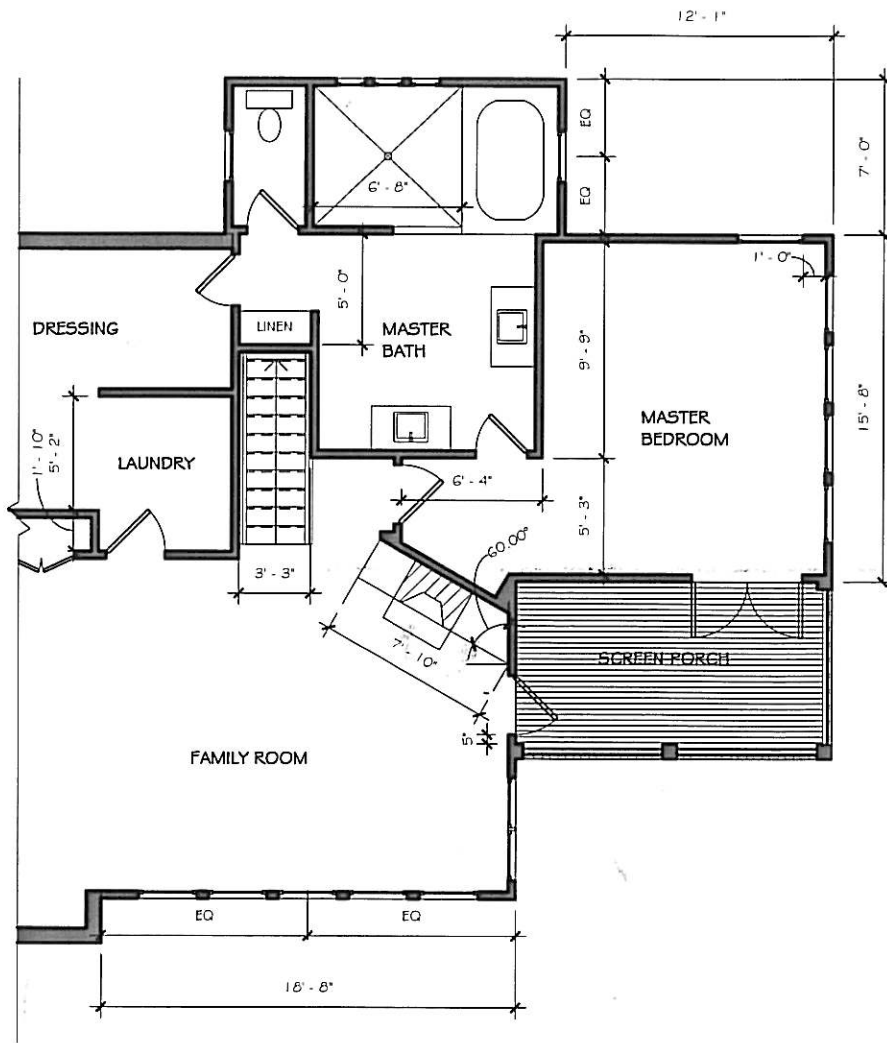 12' - 1"
EQ
EQ
7' - 0"
6' - 8"
1' - 0"
5' - 0"
LINEN
DRESSING
MASTER
BATH
9' - 9"
15' - 8"
MASTER
BEDROOM
1' - 10"
5' - 2"
LAUNDRY
6' - 4"
5' - 3"
60.00°
3' - 3"
7' - 10"
SCREEN PORCH
5"
FAMILY ROOM
EQ
EQ
18' - 8"